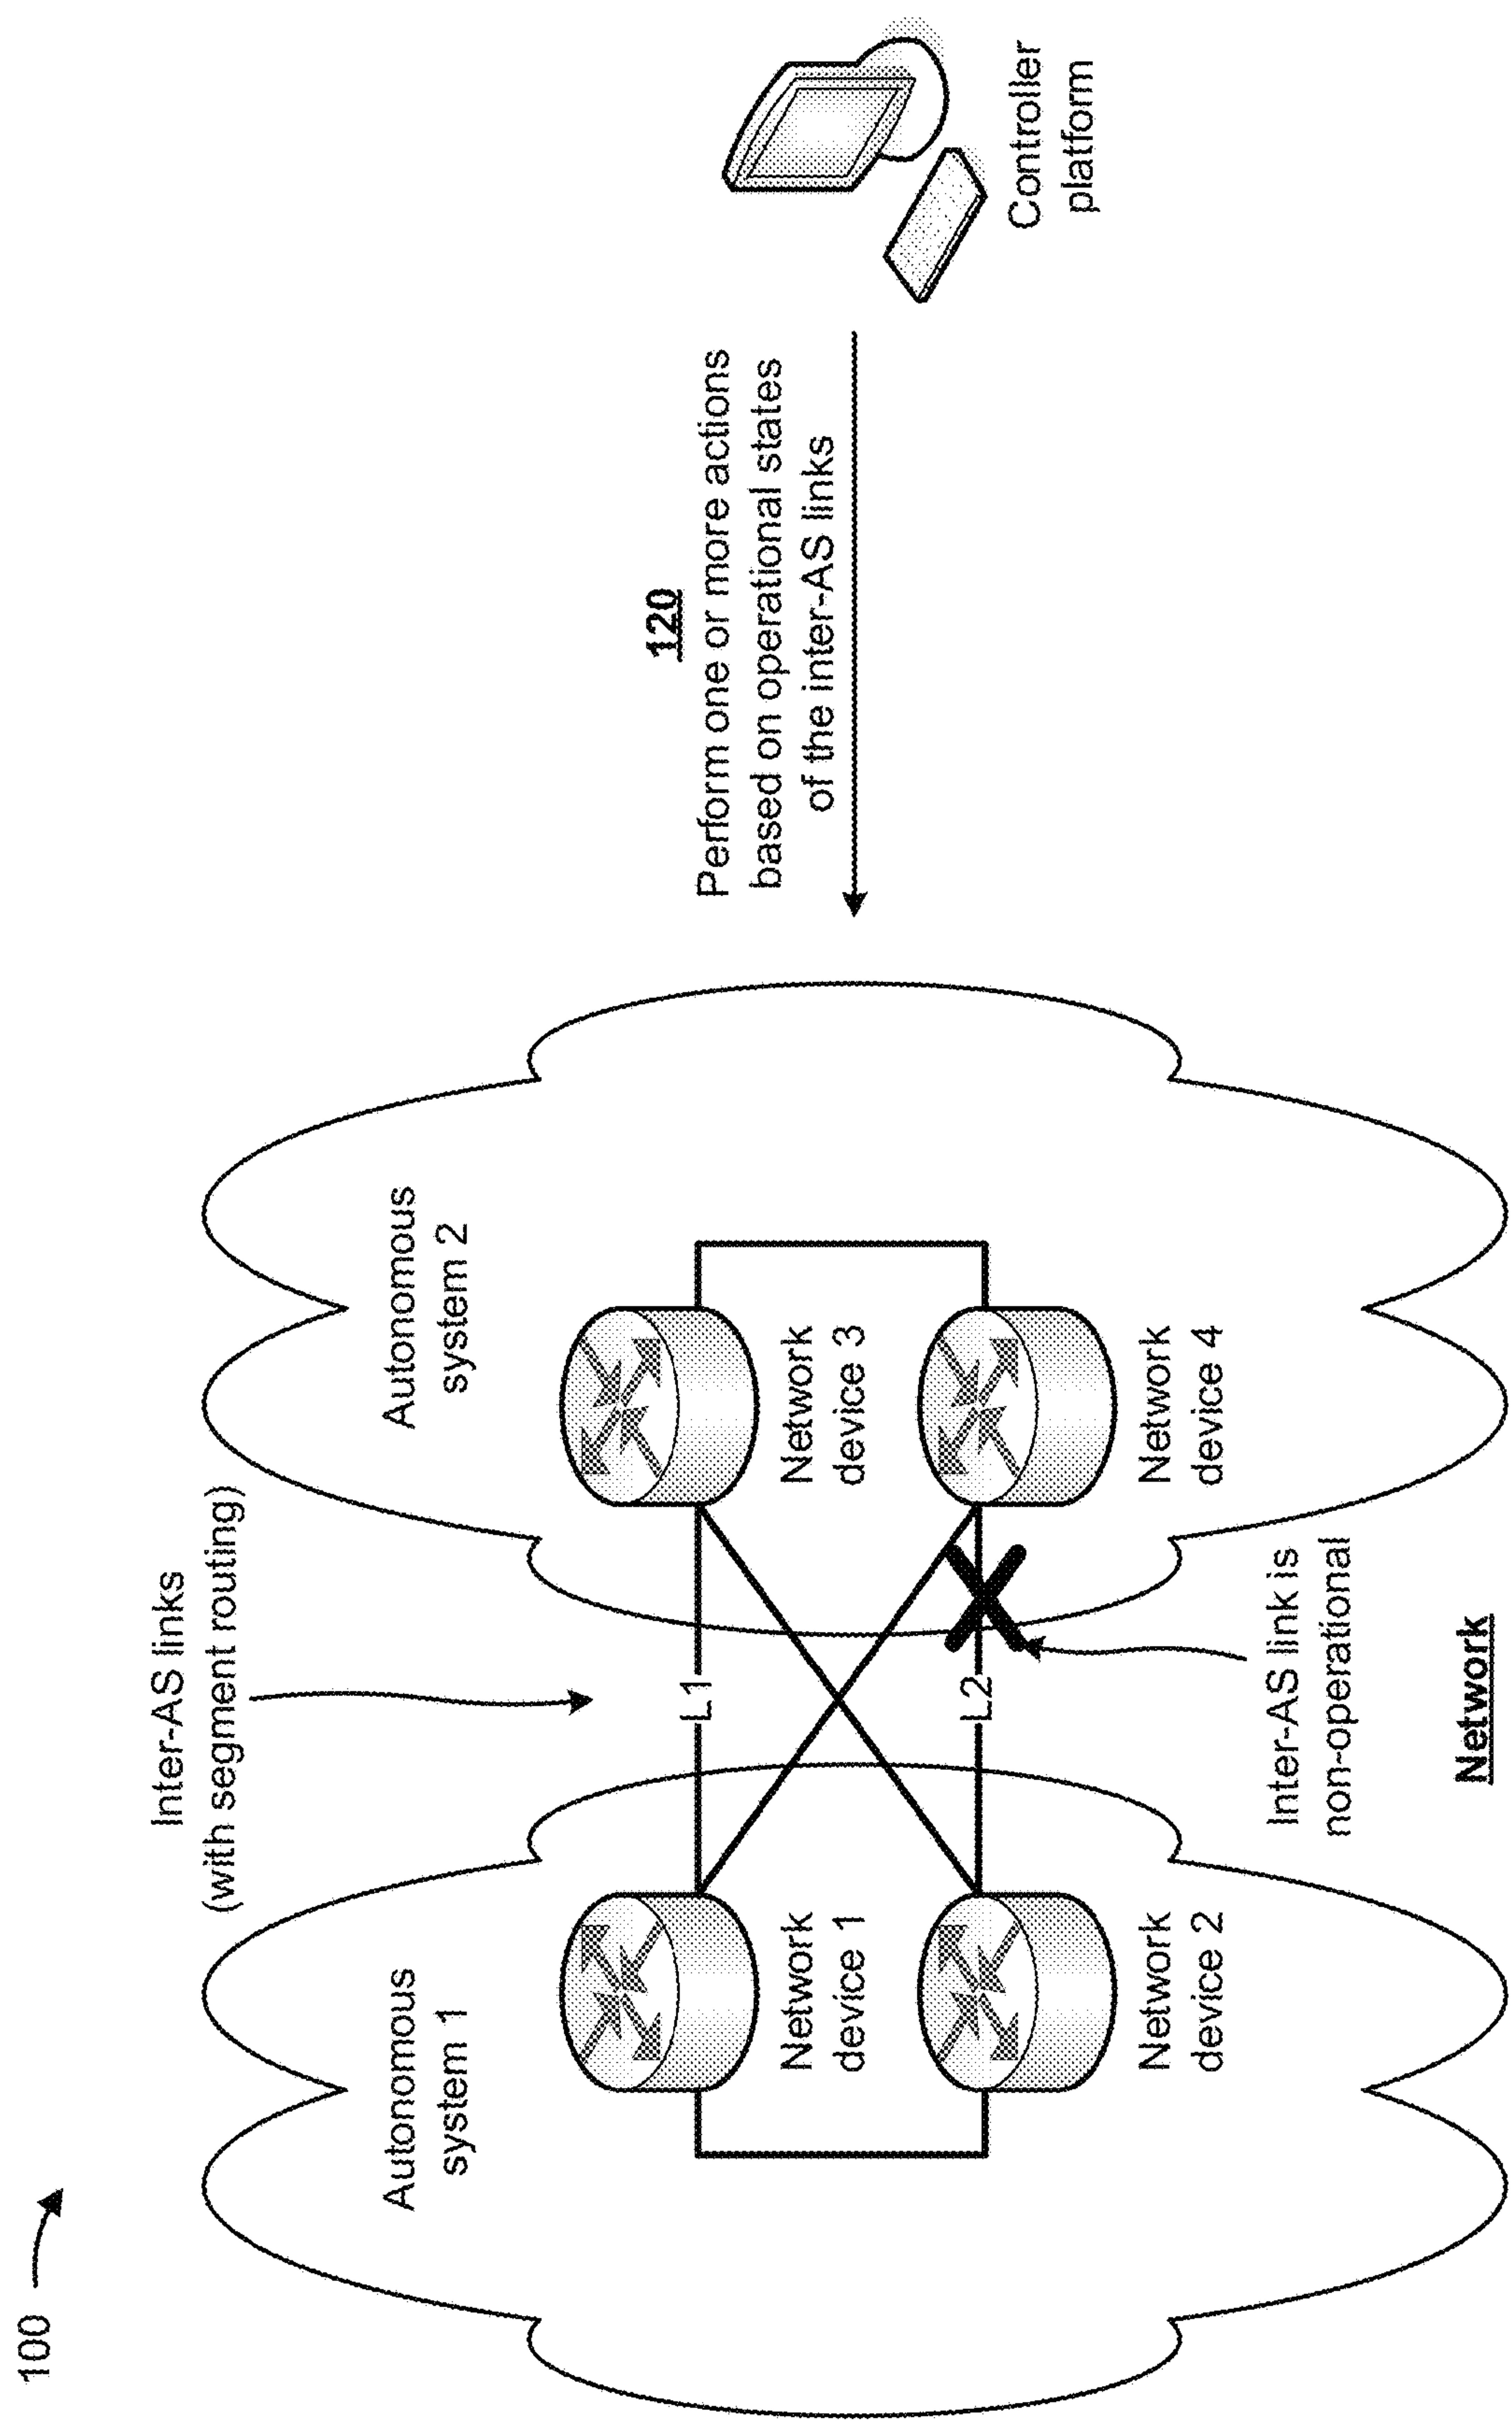 100
Inter-AS links
(with segment routing)
Autonomous
system 1
Autonomous
system 2
120
Perform one or more actions
based on operational states
of the inter-AS links
L1
Network
device 1
Network
device 3
L2
Network
device 2
Network
device 4
Controller
platform
Inter-AS link is
non-operational
Network